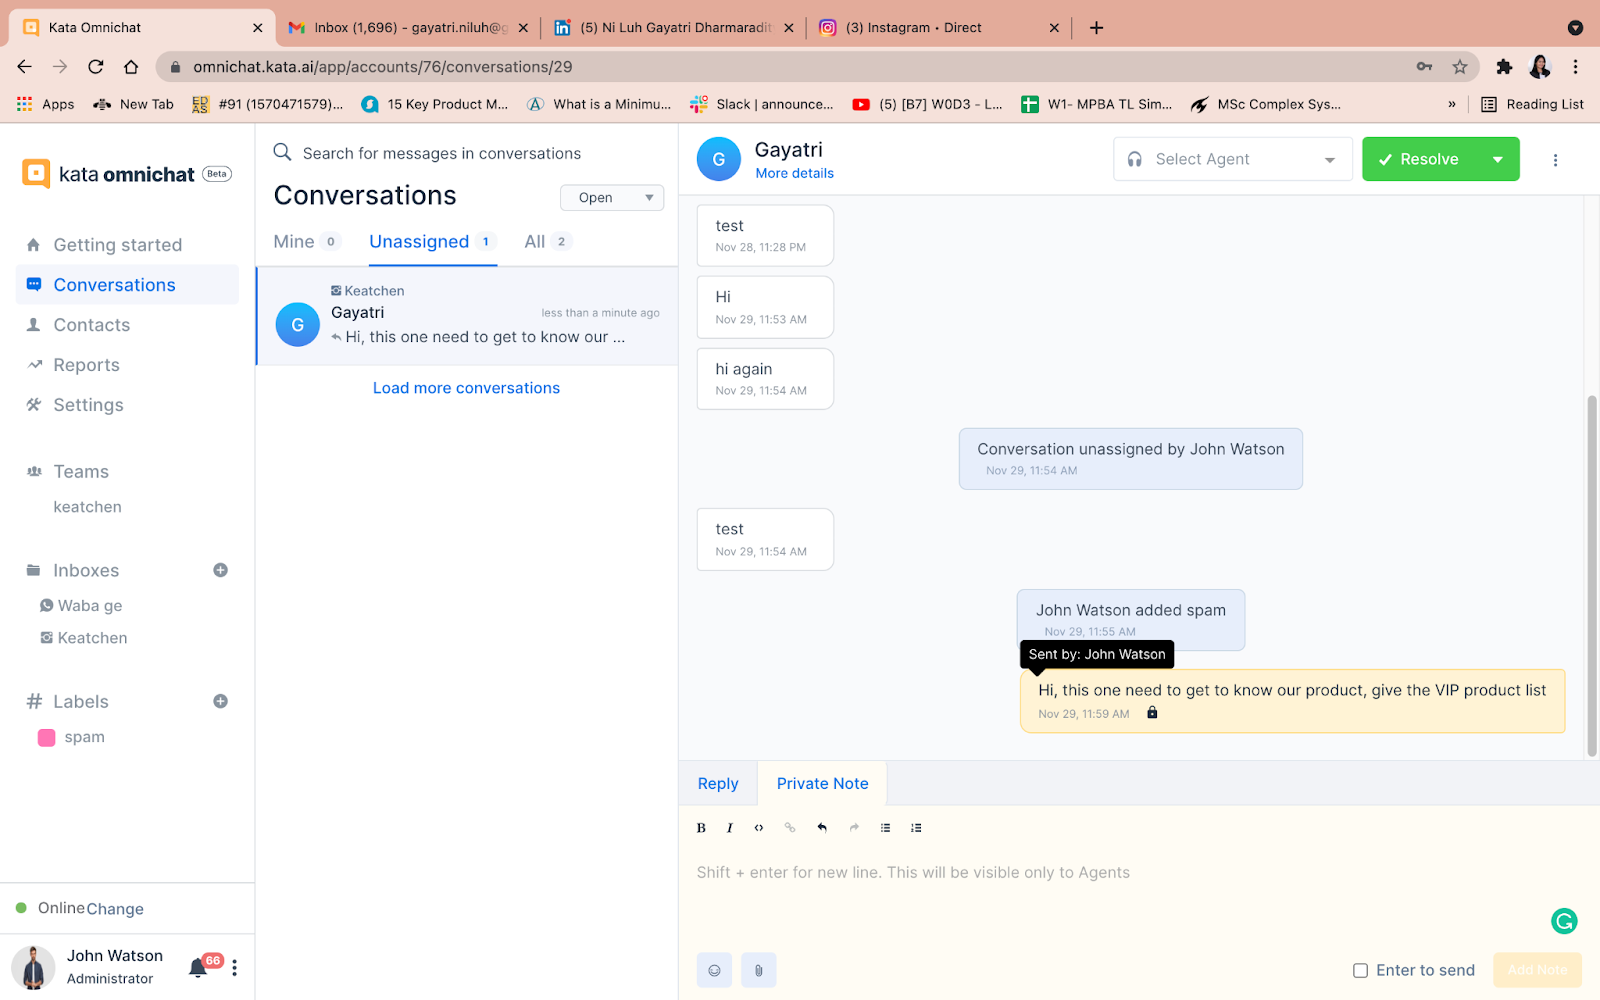 Kata Omnichat
Inbox (1,696) - gayatri.niluh@g
(5) Ni Luh Gayatri Dharmaradit
(3) Instagram • Direct
omnichat.kata.ai/app/accounts/76/conversations/29
Apps
New Tab
#91 (1570471579)...
15 Key Product M...
What is a Minimu...
Slack | announce...
(5) [B7] W0D3 - L...
W1- MPBA TL Sim...
MSc Complex Sys...
»
Reading List
kata omnichat Beta
Getting started
Conversations
Contacts
Reports
Settings
Teams
keatchen
Inboxes
Waba ge
Keatchen
# Labels
spam
Online Change
John Watson
Administrator
66
Search for messages in conversations
Conversations
Open
Mine 0
Unassigned 1
All 2
Keatchen
G
Gayatri
less than a minute ago
Hi, this one need to get to know our ...
Load more conversations
G
Gayatri
More details
Select Agent
Resolve
test
Nov 28, 11:28 PM
Hi
Nov 29, 11:53 AM
hi again
Nov 29, 11:54 AM
Conversation unassigned by John Watson
Nov 29, 11:54 AM
test
Nov 29, 11:54 AM
John Watson added spam
Nov 29, 11:55 AM
Sent by: John Watson
Hi, this one need to get to know our product, give the VIP product list
Nov 29, 11:59 AM
Reply
Private Note
B I
Shift + enter for new line. This will be visible only to Agents
Enter to send
Add Note